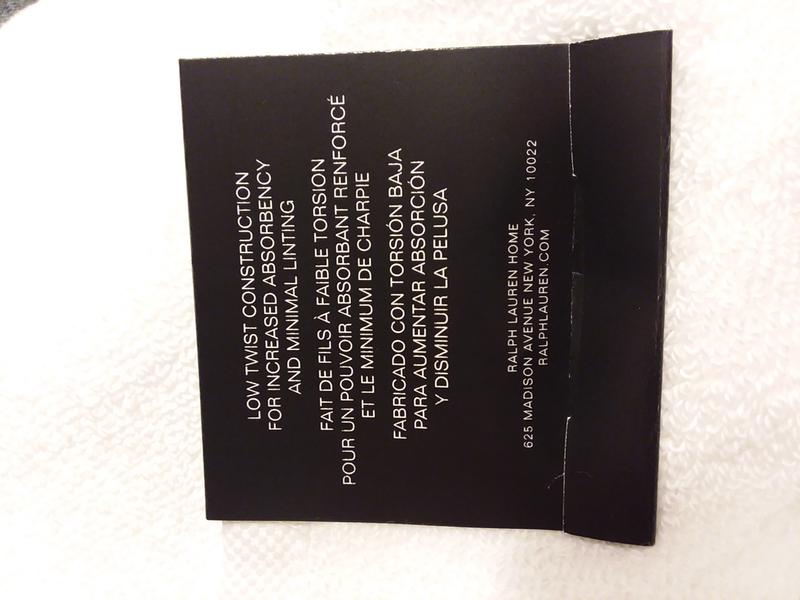 LOW TWIST CONSTRUCTION
FOR INCREASED ABSORBENCY
AND MINIMAL LINTING
FAIT DE FILS À FAIBLE TORSION
POUR UN POUVOIR ABSORBANT RENFORCÉ
ET LE MINIMUM DE CHARPIE
FABRICADO CON TORSIÓN BAJA
PARA AUMENTAR ABSORCIÓN
Y DISMINUIR LA PELUSA
RALPH LAUREN HOME
625 MADISON AVENUE NEW YORK, NY 10022
RALPHLAUREN.COM